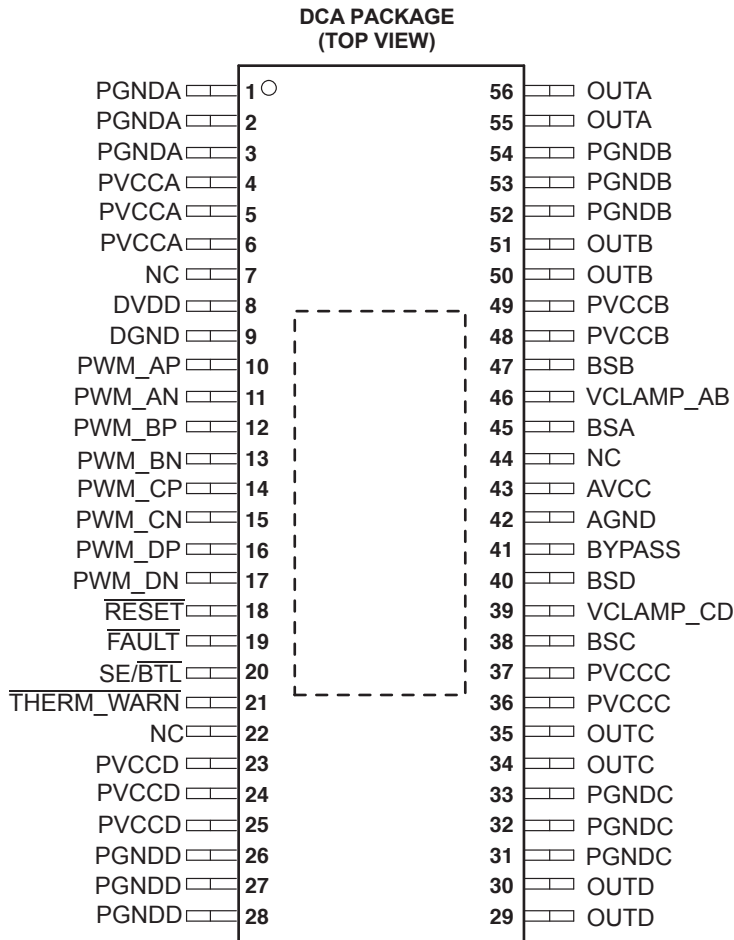 DCA PACKAGE
(TOP VIEW)
PGNDA 1 56 OUTA
PGNDA 2 55 OUTA
PGNDA 3 54 PGNDB
PVCCA 4 53 PGNDB
PVCCA 5 52 PGNDB
PVCCA 6 51 OUTB
NC 7 50 OUTB
DVDD 8 49 PVCCB
DGND 9 48 PVCCB
PWM_AP 10 47 BSB
PWM_AN 11 46 VCLAMP_AB
PWM_BP 12 45 BSA
PWM_BN 13 44 NC
PWM_CP 14 43 AVCC
PWM_CN 15 42 AGND
PWM_DP 16 41 BYPASS
PWM_DN 17 40 BSD
RESET 18 39 VCLAMP_CD
FAULT 19 38 BSC
SE/BTL 20 37 PVCCC
THERM_WARN 21 36 PVCCC
NC 22 35 OUTC
PVCCD 23 34 OUTC
PVCCD 24 33 PGNDC
PVCCD 25 32 PGNDC
PGNDD 26 31 PGNDC
PGNDD 27 30 OUTD
PGNDD 28 29 OUTD